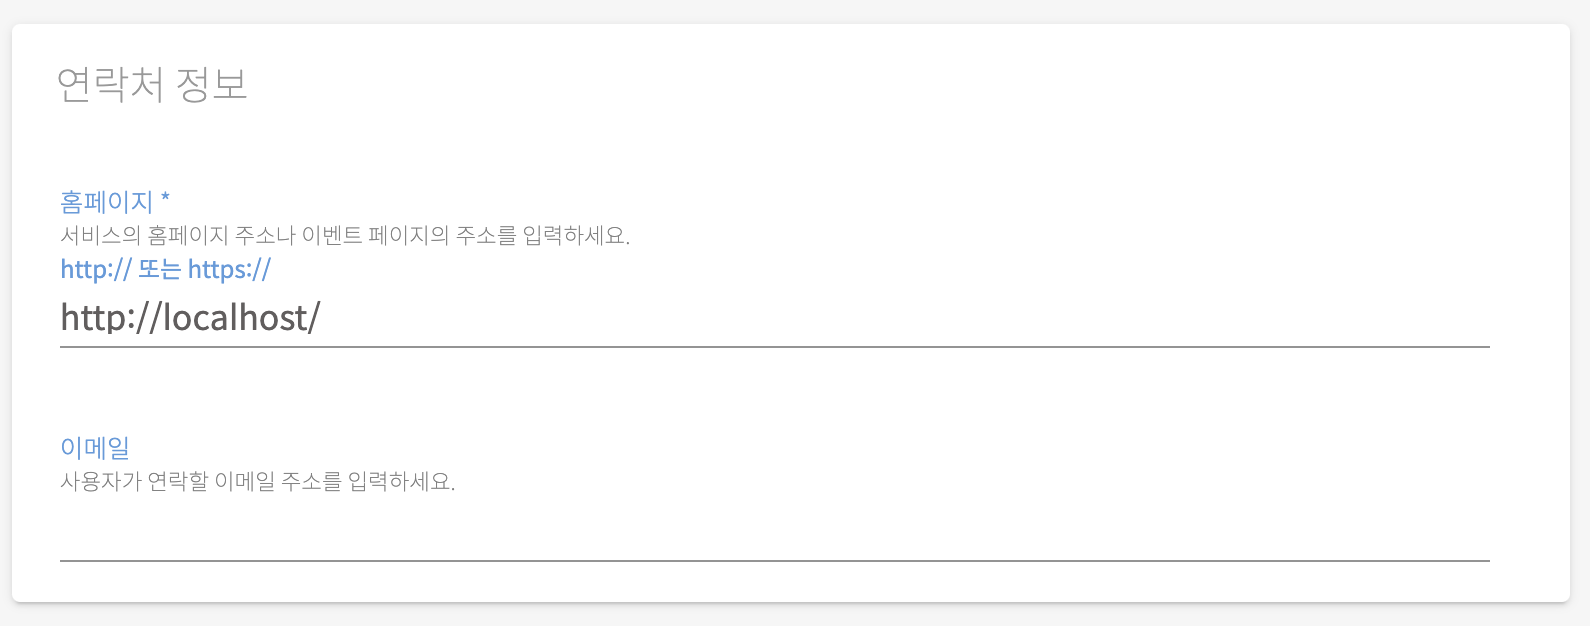 연락처 정보
홈페이지 *
서비스의 홈페이지 주소나 이벤트 페이지의 주소를 입력하세요.
http:// 또는 https://
http://localhost/
이메일
사용자가 연락할 이메일 주소를 입력하세요.